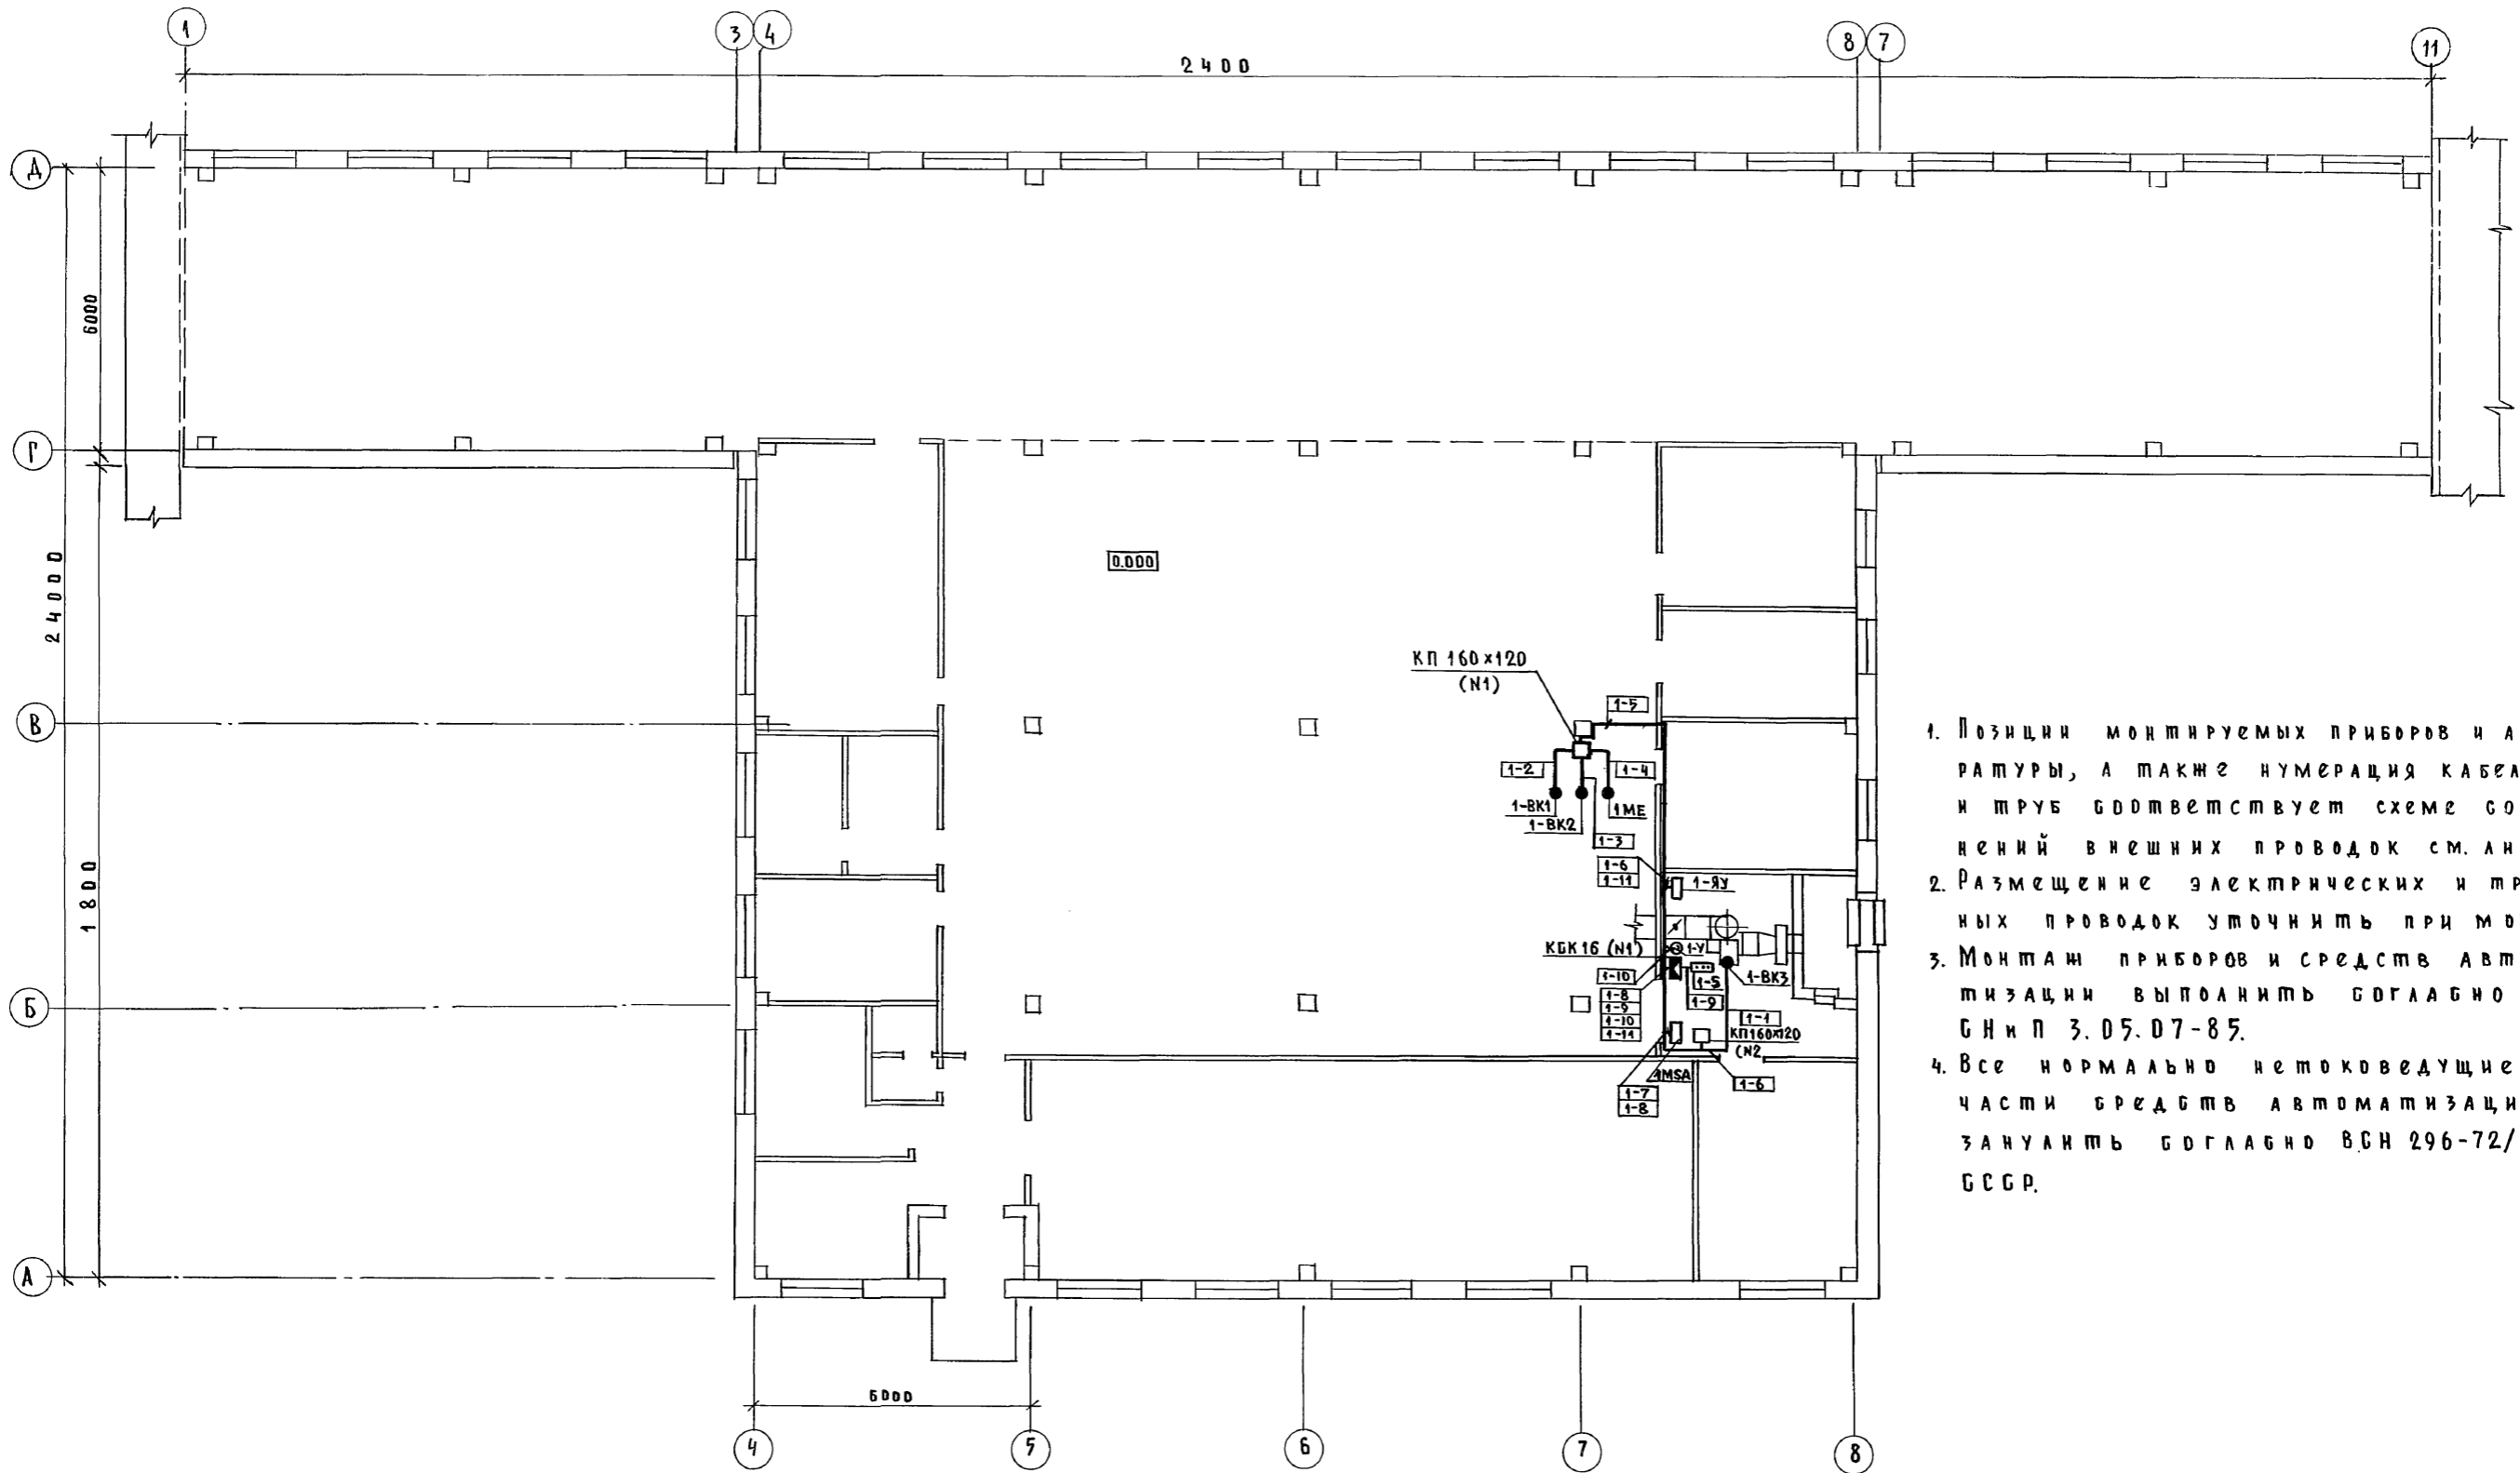 1
3
4
8
7
11
2400
Д
6000
Г
24000
0.000
КП 160×120
(N1)
1-5
В
1-2
1-4
1-ВК1
1МЕ
1-ВК2
1-3
1-6
1-11
1-ЯУ
1800
КСК 16 (N1)
1-У
1-10
1-S
1-ВК3
1-8
1-9
1-9
1-10
1-11
1-1
КП160×120
(N2
Б
1MSA
1-6
1-7
1-8
А
6000
4
5
6
7
8
1. Позиции монтируемых приборов и а
ратуры, а также нумерация кабел
и труб соответствует схеме со
нений внешних проводок см. ли
2. Размещение электрических и тр
ных проводок уточнить при мо
3. Монтаж приборов и средств авт
тизации выполнить согласно
СНиП 3.05.07-85.
4. Все нормально нетоковедущие
части средств автоматизаци
занулить согласно ВСН 296-72/
СССР.